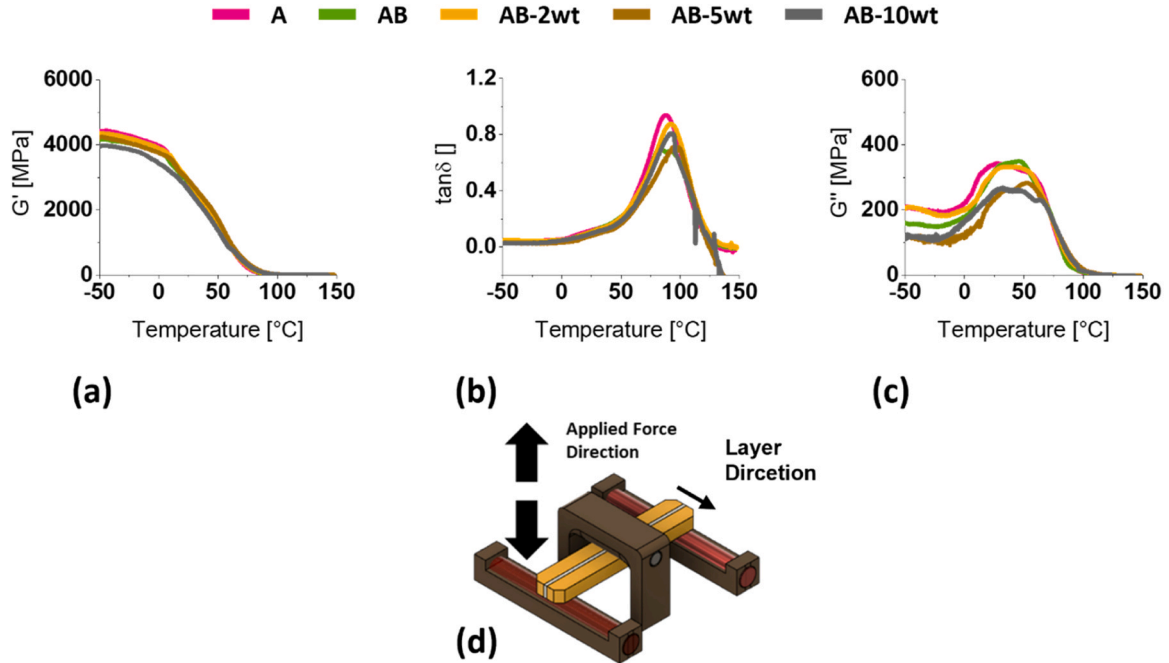 A AB AB-2wt AB-5wt AB-10wt
6000
4000
2000
0
G' [MPa]
-50 0 50 100 150
Temperature [°C]
(a)
1.2
0.8
0.4
0.0
tanδ []
-50 0 50 100 150
Temperature [°C]
(b)
600
400
200
0
G'' [MPa]
-50 0 50 100 150
Temperature [°C]
(c)
Applied Force
Direction
Layer
Dircetion
(d)